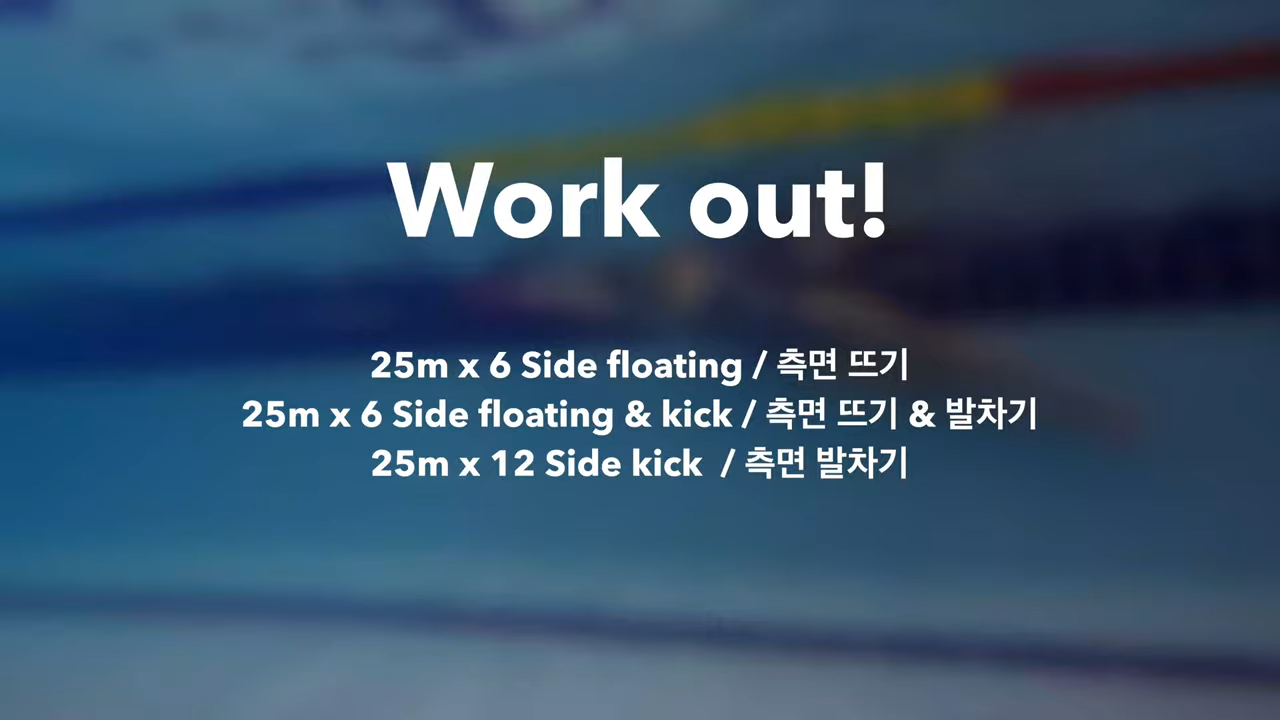 Work out!
25m x 6 Side floating / 측면 뜨기
25m x 6 Side floating & kick / 측면 뜨기 & 발차기
25m x 12 Side kick / 측면 발차기